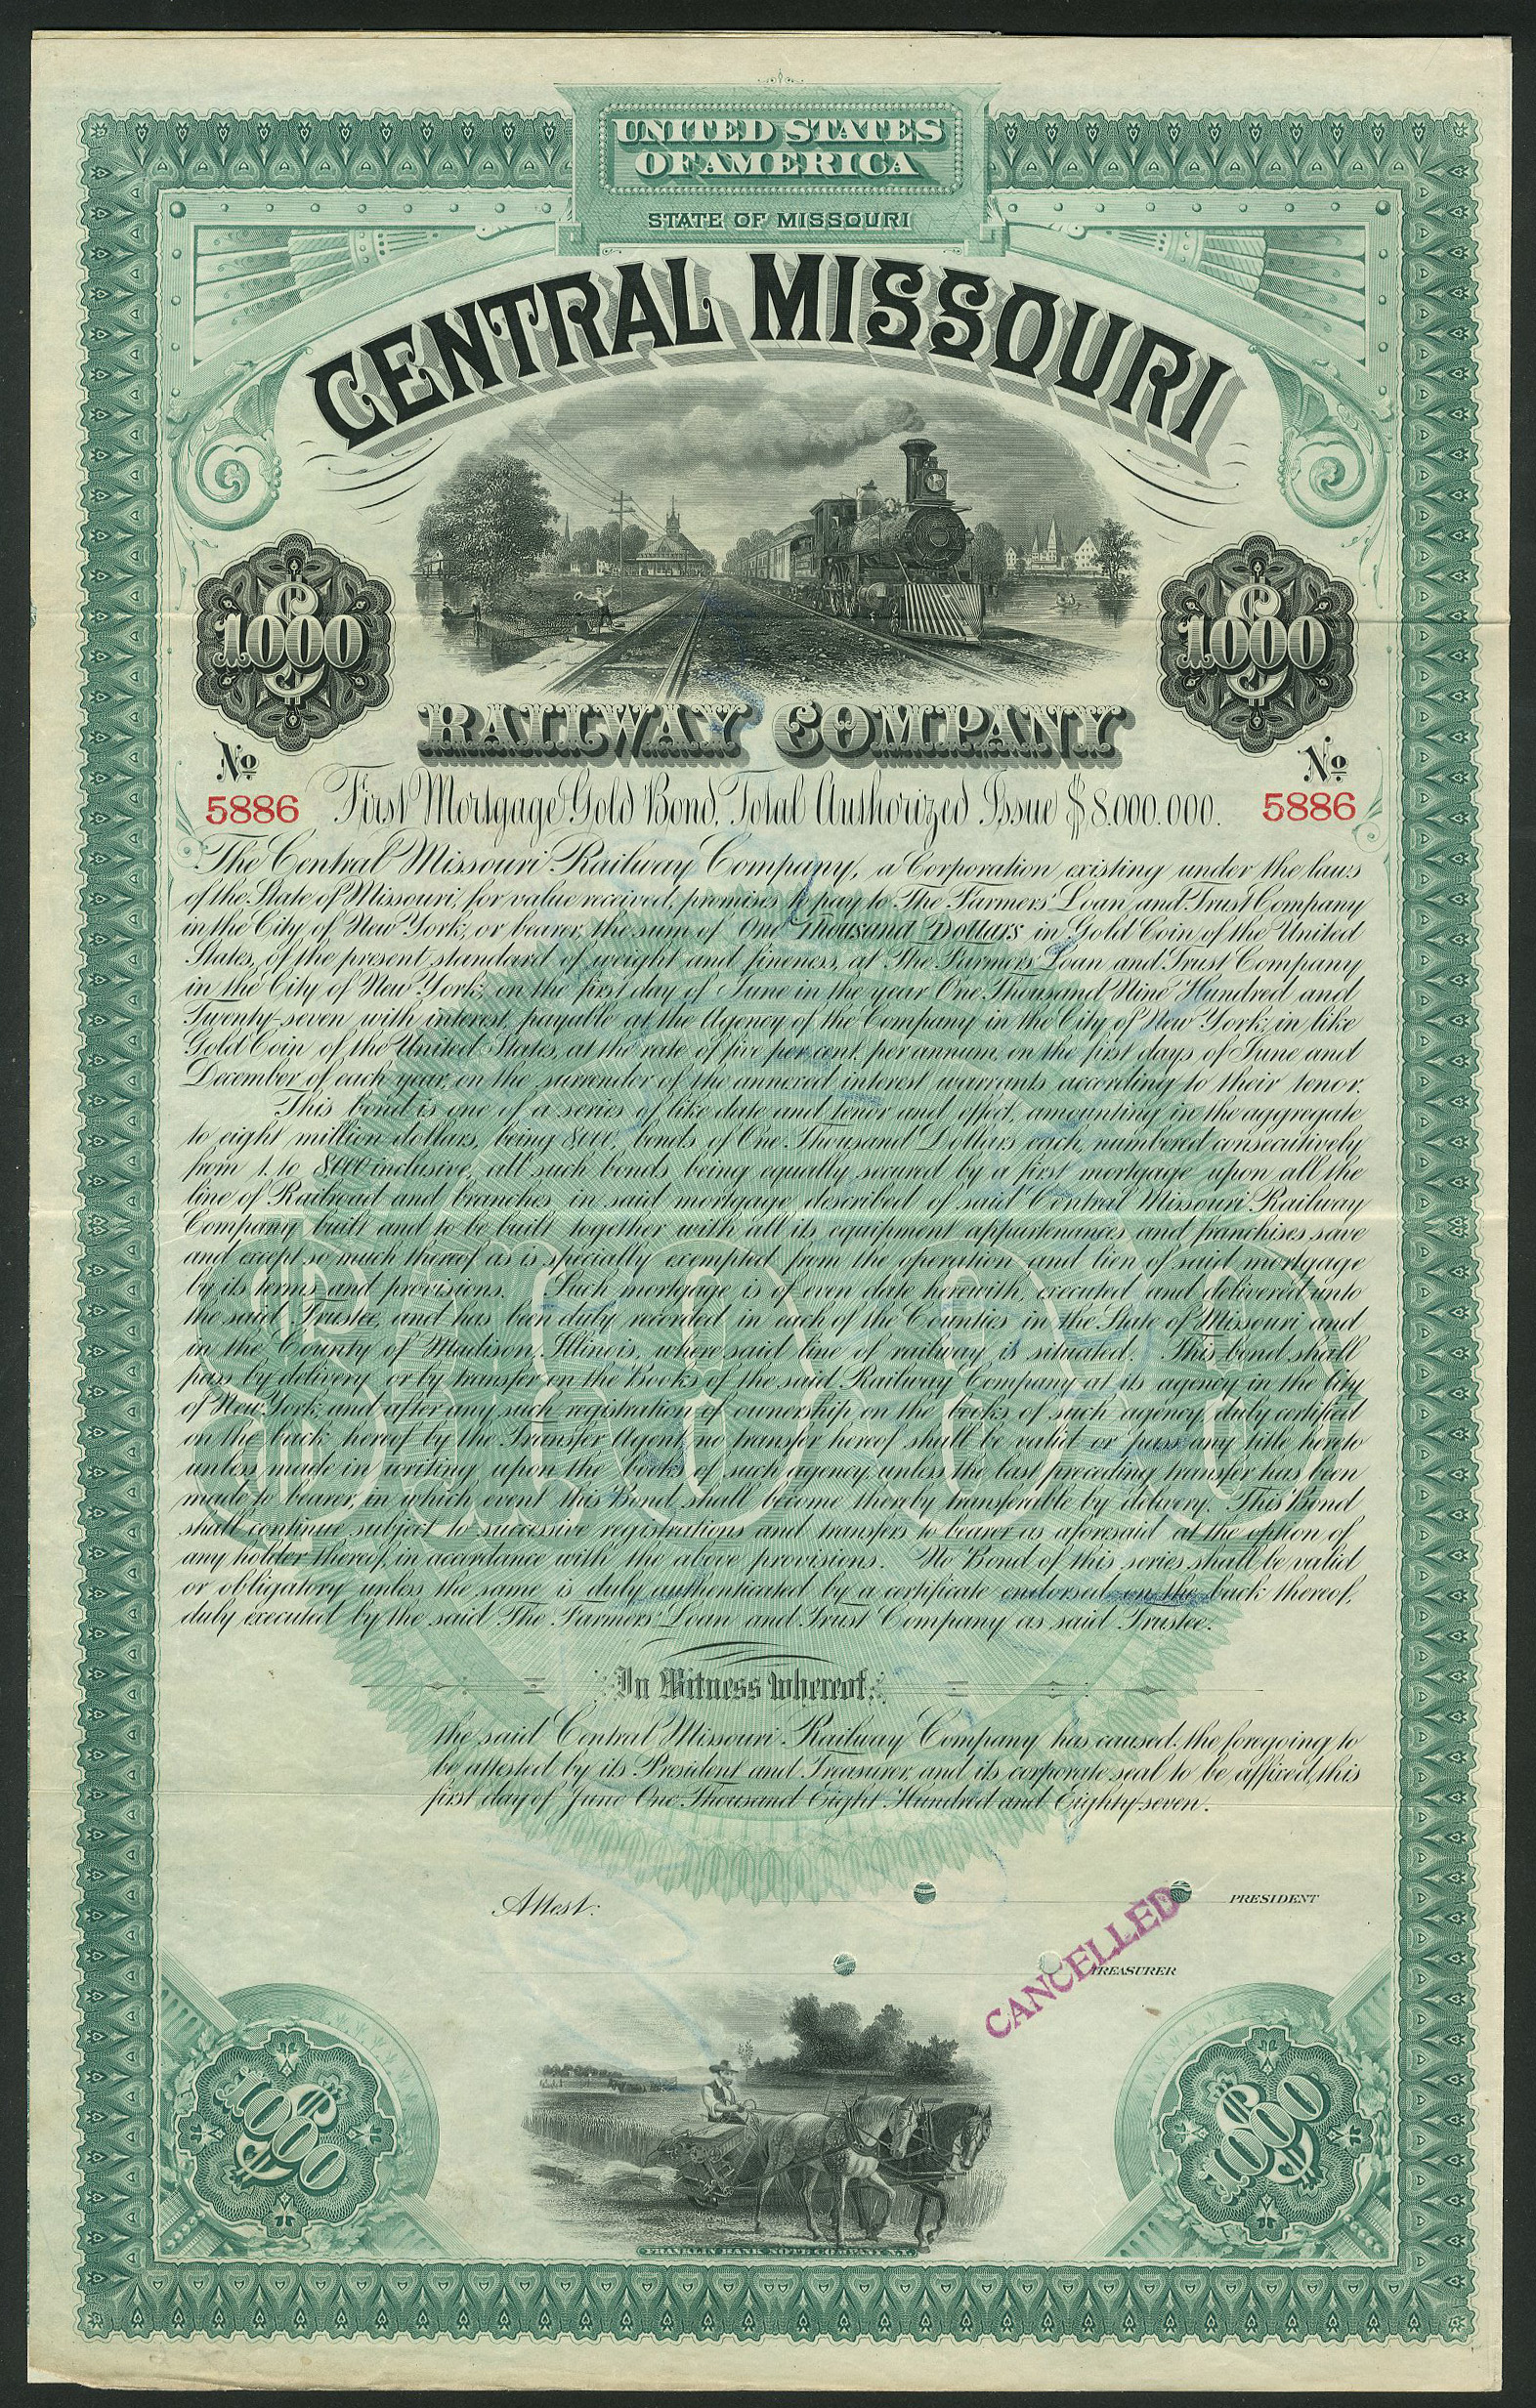 UNITED STATES
OF AMERICA
STATE OF MISSOURI
CENTRAL MISSOURI
$1000
$1000
RAILWAY COMPANY
No
No
5886
First Mortgage Gold Bond, Total Authorized Issue $8.000.000.
5886
The Central Missouri Railway Company, a Corporation existing under the laws
of the State of Missouri, for value received, promises to pay to The Farmers' Loan and Trust Company
in the City of New York, or bearer, the sum of One Thousand Dollars in Gold Coin of the United
States, of the present standard of weight and fineness, at The Farmers' Loan and Trust Company
in the City of New York, on the first day of June in the year One Thousand Nine Hundred and
Twenty-seven with interest, payable at the Agency of the Company in the City of New York, in like
Gold Coin of the United States, at the rate of five per cent. per annum, on the first days of June and
December of each year, on the surrender of the annexed interest warrants according to their tenor.
This bond is one of a series of like date and tenor and effect, amounting in the aggregate
to eight million dollars, being 8000, bonds of One Thousand Dollars each, numbered consecutively
from 1. to 8000 inclusive, all such bonds being equally secured by a first mortgage upon all the
line of Railroad and branches in said mortgage described of said Central Missouri Railway
Company built and to be built together with all its equipment appurtenances and franchises save
and except so much thereof as is specially exempted from the operation and lien of said mortgage
by its terms and provisions. Such mortgage is of even date herewith, executed and delivered unto
the said Trustee, and has been duly recorded in each of the Counties in the State of Missouri and
in the County of Madison, Illinois, where said line of railway is situated. This bond shall
pass by delivery or by transfer on the Books of the said Railway Company at its agency in the City
of New York, and after any such registration of ownership on the books of such agency, duly certified
on the back hereof by the Transfer Agent, no transfer hereof shall be valid or pass any title hereto
unless made in writing upon the books of such agency, unless the last preceding transfer has been
made to bearer, in which event this Bond shall become thereby transferable by delivery. This Bond
shall continue subject to successive registrations and transfers to bearer as aforesaid at the option of
any holder thereof, in accordance with the above provisions. No Bond of this series shall be valid
or obligatory unless the same is duly authenticated by a certificate endorsed on the back thereof,
duly executed by the said The Farmers' Loan and Trust Company as said Trustee.
$1000
In Witness whereof,
the said Central Missouri Railway Company has caused the foregoing to
be attested by its President and Treasurer, and its corporate seal to be affixed, this
first day of June One Thousand Eight Hundred and Eighty-seven.
Attest:
PRESIDENT
TREASURER
CANCELLED
$1000
$1000
FRANKLIN BANK NOTE COMPANY N.Y.